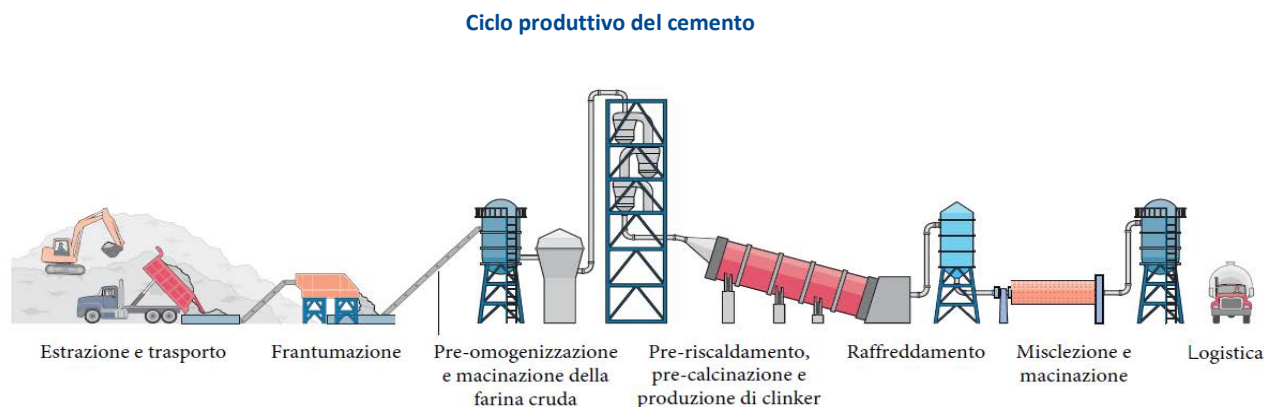 Ciclo produttivo del cemento
Estrazione e trasporto
Frantumazione
Pre-omogenizzazione
e macinazione della
farina cruda
Pre-riscaldamento,
pre-calcinazione e
produzione di clinker
Raffreddamento
Misclezione e
macinazione
Logistica